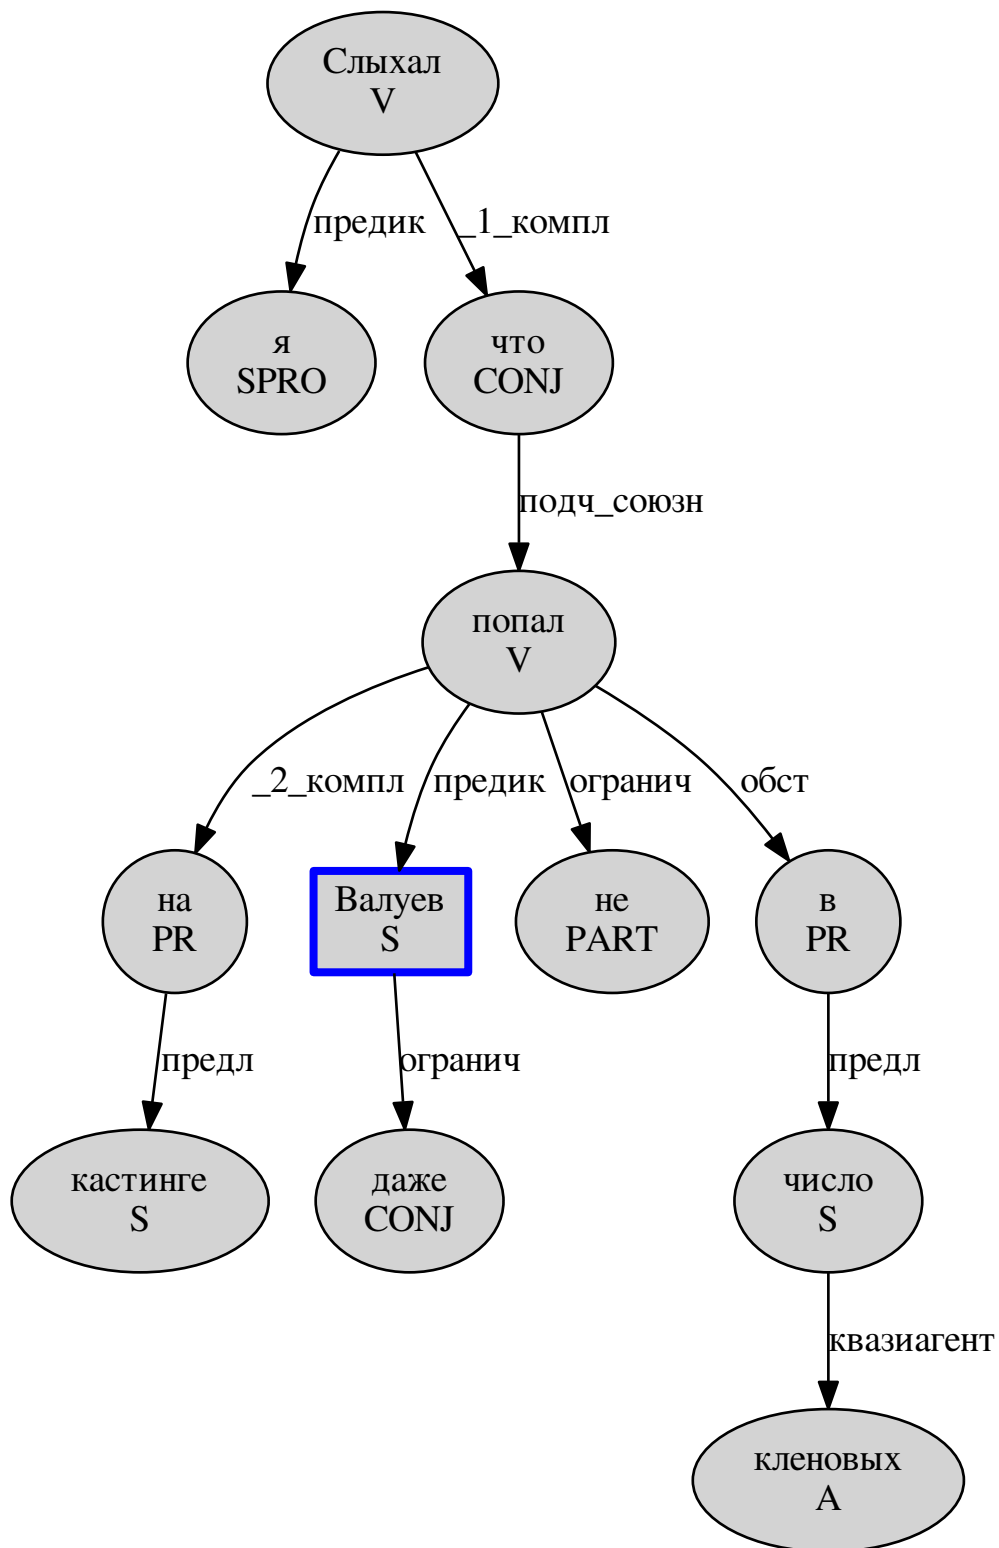 Слыхал
V
предик
_1_компл
я
SPRO
что
CONJ
подч_союзн
попал
V
_2_компл
предик
огранич
обст
на
PR
Валуев
S
не
PART
в
PR
предл
огранич
предл
кастинге
S
даже
CONJ
число
S
квазиагент
кленовых
A